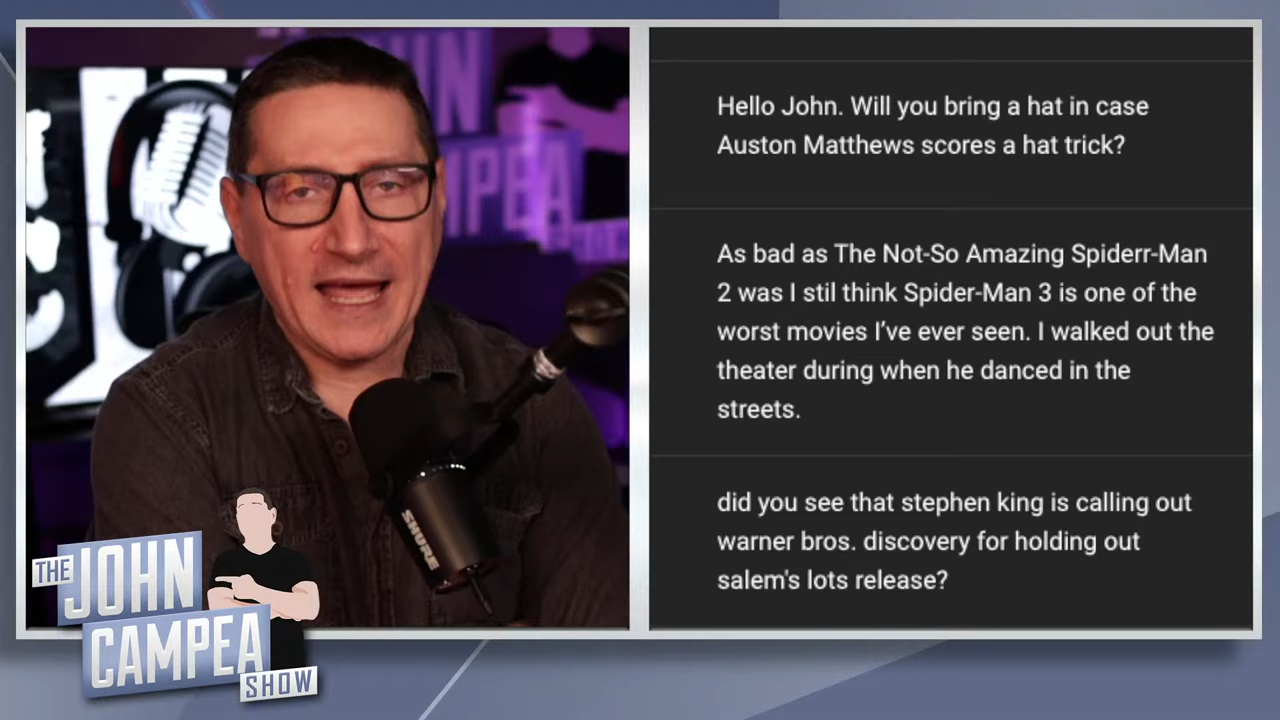 Hello John. Will you bring a hat in case
Auston Matthews scores a hat trick?
As bad as The Not-So Amazing Spiderr-Man
2 was I stil think Spider-Man 3 is one of the
worst movies I've ever seen. I walked out the
theater during when he danced in the
streets.
did you see that stephen king is calling out
warner bros. discovery for holding out
salem's lots release?
SHURE
THE
JOHN
CAMPEA
SHOW